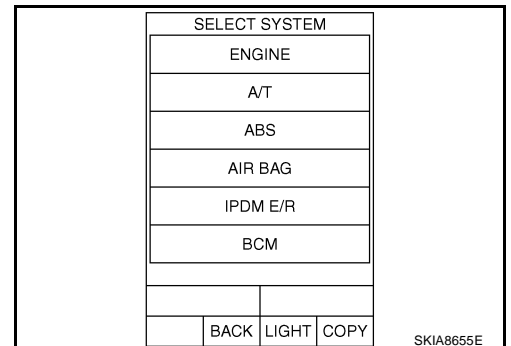 SELECT SYSTEM
ENGINE
A/T
ABS
AIR BAG
IPDM E/R
BCM
BACK LIGHT COPY
SKIA8655E